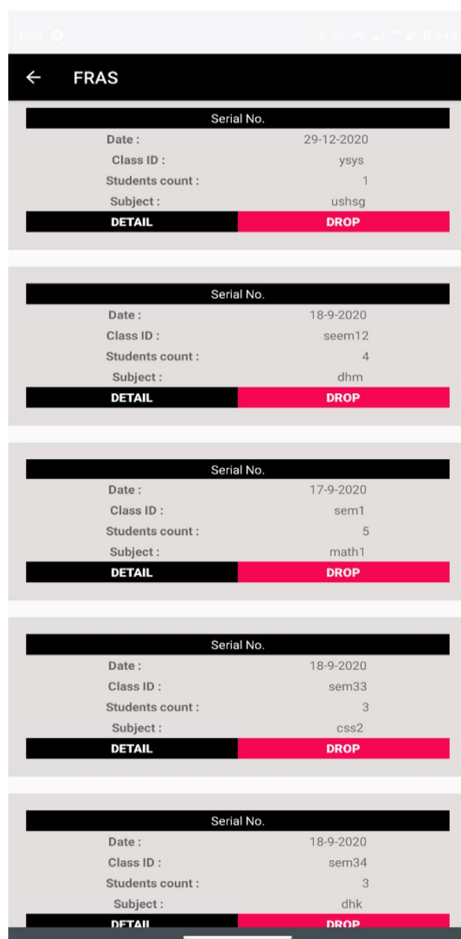 ← FRAS
Serial No.
Date : 29-12-2020
Class ID : ysys
Students count : 1
Subject : ushsg
DETAIL DROP
Serial No.
Date : 18-9-2020
Class ID : seem12
Students count : 4
Subject : dhm
DETAIL DROP
Serial No.
Date : 17-9-2020
Class ID : sem1
Students count : 5
Subject : math1
DETAIL DROP
Serial No.
Date : 18-9-2020
Class ID : sem33
Students count : 3
Subject : css2
DETAIL DROP
Serial No.
Date : 18-9-2020
Class ID : sem34
Students count : 3
Subject : dhk
DETAIL DROP